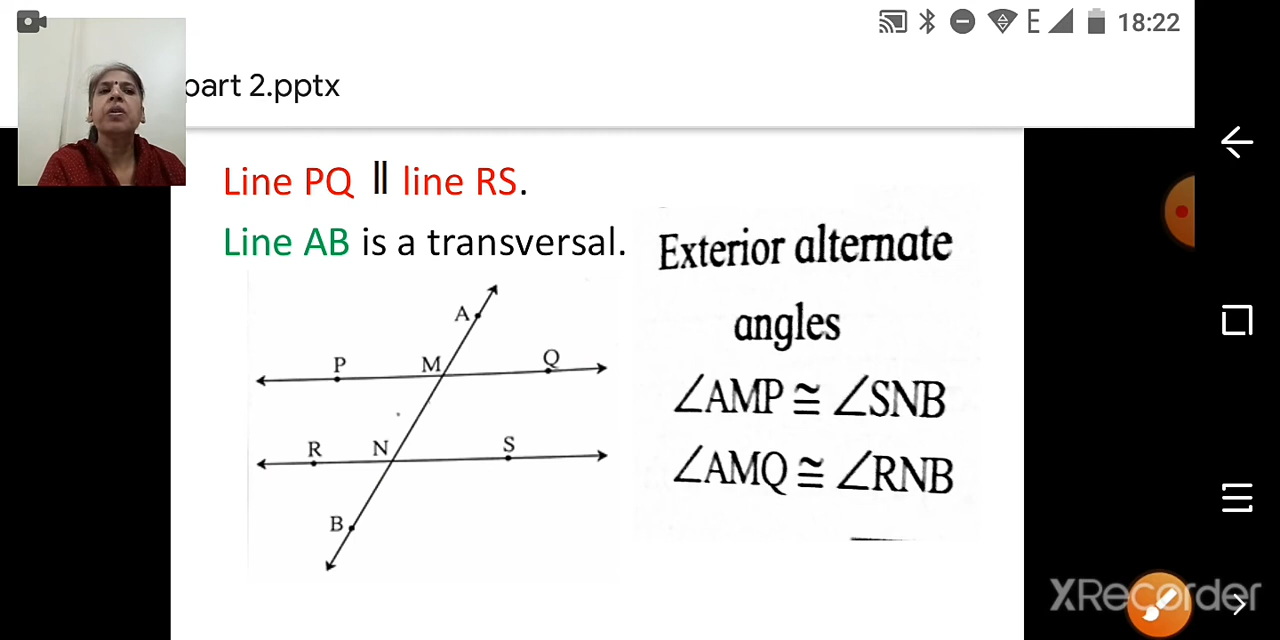 E 18:22
part 2.pptx
Line PQ ∥ line RS.
Line AB is a transversal.
Exterior alternate
angles
∠AMP ≅ ∠SNB
∠AMQ ≅ ∠RNB
A
P M Q
R N S
B
XRecorder